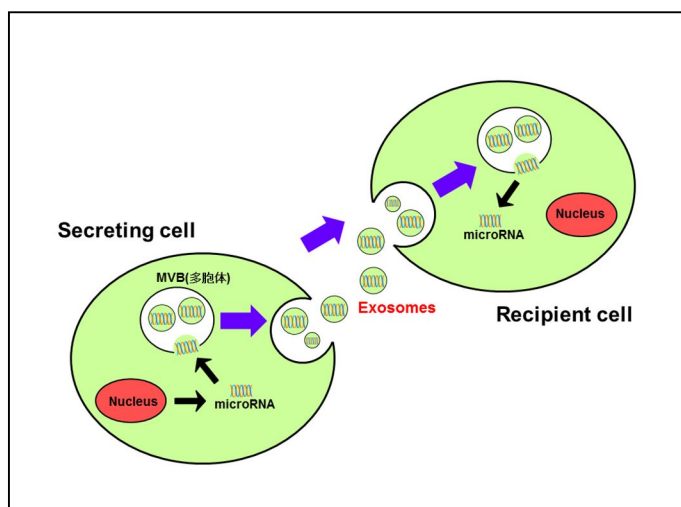 Nucleus
microRNA
Secreting cell
MVB(多胞体)
Exosomes
Recipient cell
Nucleus
microRNA